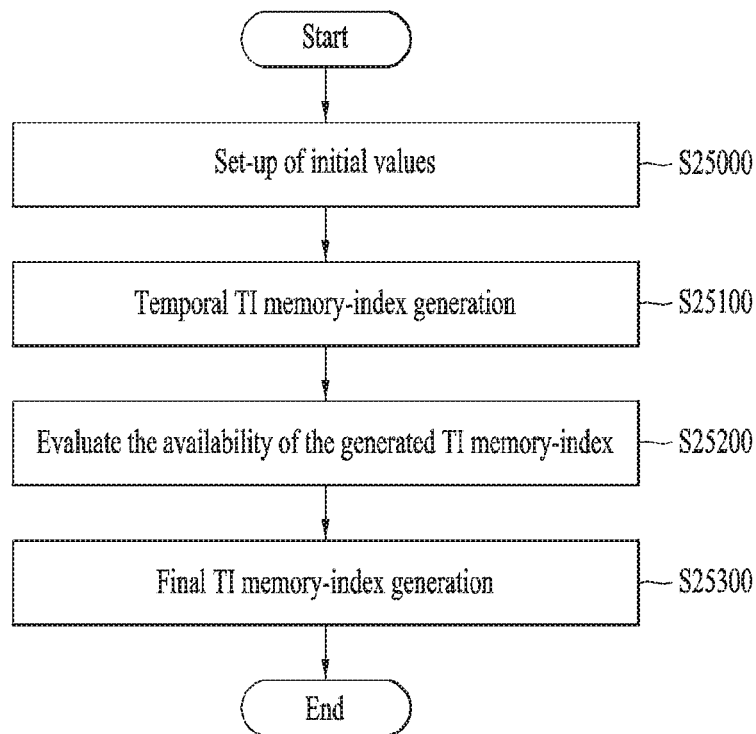 Start
Set-up of initial values
S25000
Temporal TI memory-index generation
S25100
Evaluate the availability of the generated TI memory-index
S25200
Final TI memory-index generation
S25300
End